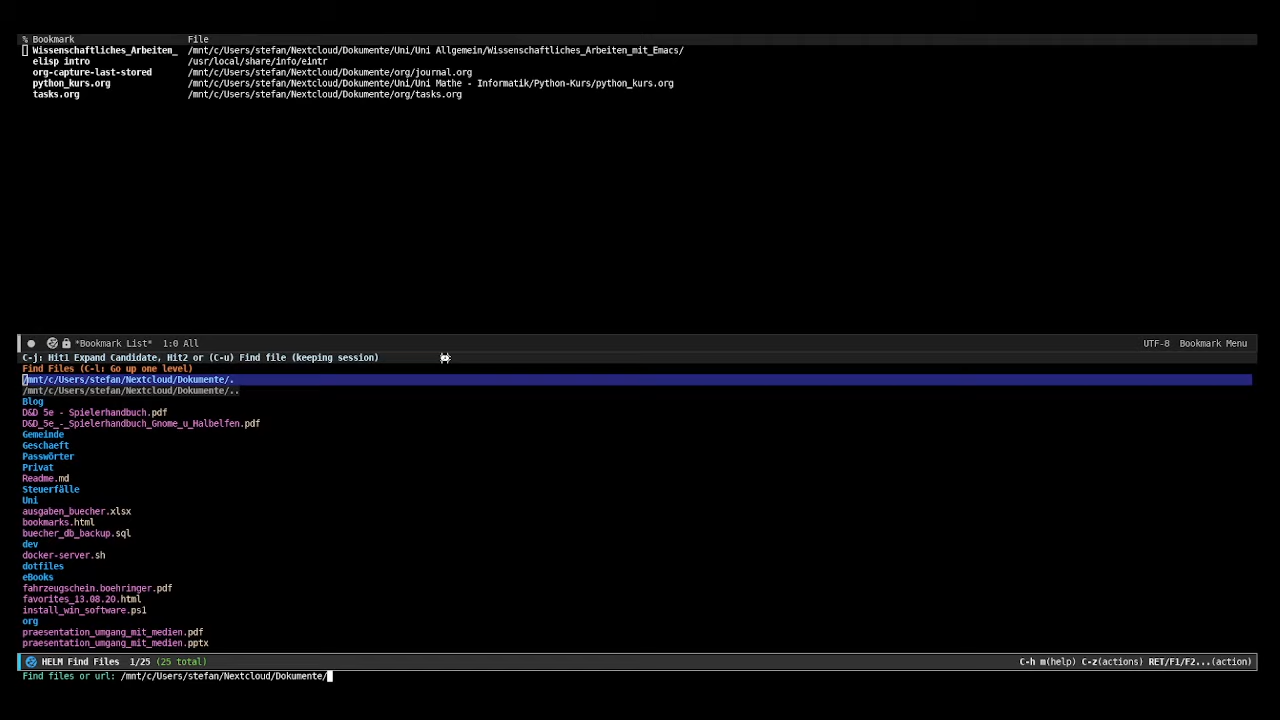 % Bookmark File
Wissenschaftliches_Arbeiten_ /mnt/c/Users/stefan/Nextcloud/Dokumente/Uni/Uni Allgemein/Wissenschaftliches_Arbeiten_mit_Emacs/
elisp intro /usr/local/share/info/eintr
org-capture-last-stored /mnt/c/Users/stefan/Nextcloud/Dokumente/org/journal.org
python_kurs.org /mnt/c/Users/stefan/Nextcloud/Dokumente/Uni/Uni Mathe - Informatik/Python-Kurs/python_kurs.org
tasks.org /mnt/c/Users/stefan/Nextcloud/Dokumente/org/tasks.org
*Bookmark List* 1:0 All UTF-8 Bookmark Menu
C-j: Hit1 Expand Candidate, Hit2 or (C-u) Find file (keeping session)
Find Files (C-l: Go up one level)
/mnt/c/Users/stefan/Nextcloud/Dokumente/.
/mnt/c/Users/stefan/Nextcloud/Dokumente/..
Blog
D&D 5e - Spielerhandbuch.pdf
D&D_5e_-_Spielerhandbuch_Gnome_u_Halbelfen.pdf
Gemeinde
Geschaeft
Passwörter
Privat
Readme.md
Steuerfälle
Uni
ausgaben_buecher.xlsx
bookmarks.html
buecher_db_backup.sql
dev
docker-server.sh
dotfiles
eBooks
fahrzeugschein.boehringer.pdf
favorites_13.08.20.html
install_win_software.ps1
org
praesentation_umgang_mit_medien.pdf
praesentation_umgang_mit_medien.pptx
HELM Find Files 1/25 (25 total) C-h m(help) C-z(actions) RET/F1/F2...(action)
Find files or url: /mnt/c/Users/stefan/Nextcloud/Dokumente/